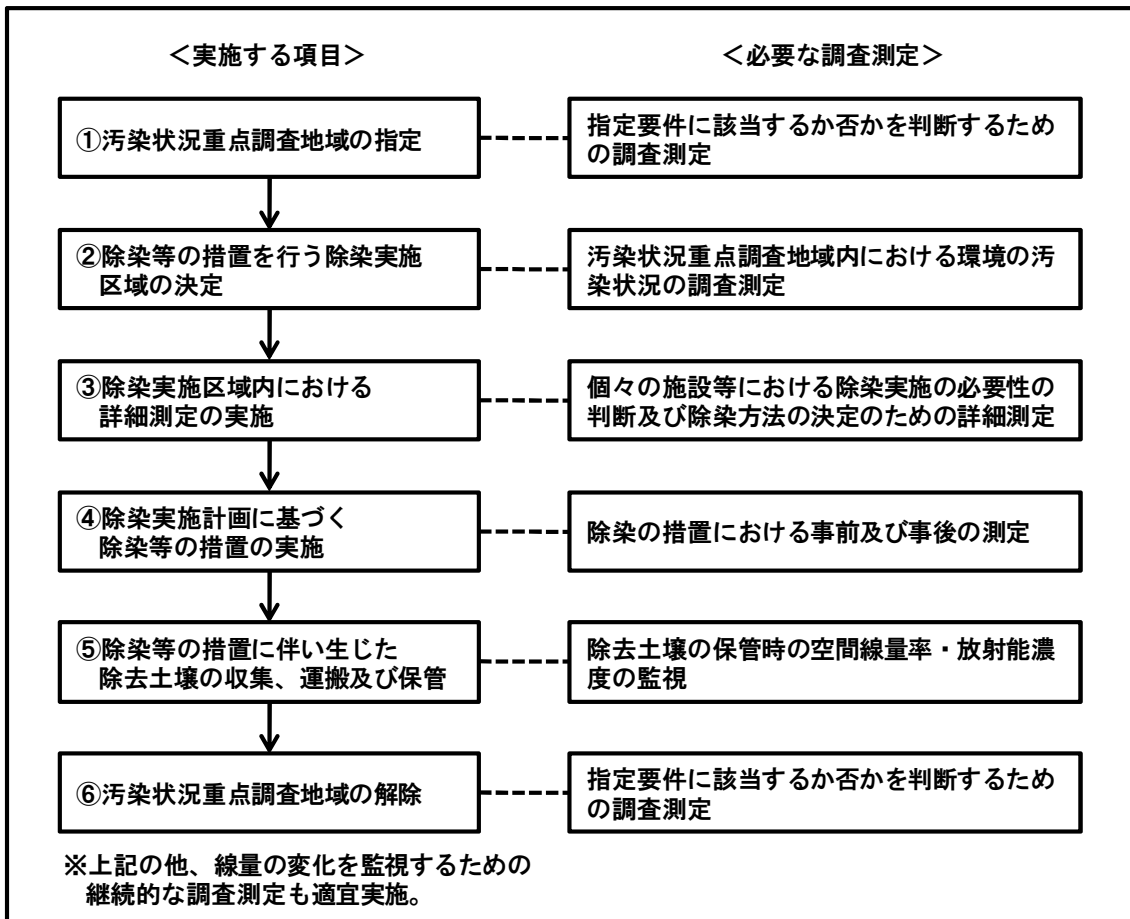 ＜実施する項目＞
＜必要な調査測定＞
①汚染状況重点調査地域の指定
指定要件に該当するか否かを判断するため
の調査測定
②除染等の措置を行う除染実施
区域の決定
汚染状況重点調査地域内における環境の汚
染状況の調査測定
③除染実施区域内における
詳細測定の実施
個々の施設等における除染実施の必要性の
判断及び除染方法の決定のための詳細測定
④除染実施計画に基づく
除染等の措置の実施
除染の措置における事前及び事後の測定
⑤除染等の措置に伴い生じた
除去土壌の収集、運搬及び保管
除去土壌の保管時の空間線量率・放射能濃
度の監視
⑥汚染状況重点調査地域の解除
指定要件に該当するか否かを判断するため
の調査測定
※上記の他、線量の変化を監視するための
継続的な調査測定も適宜実施。